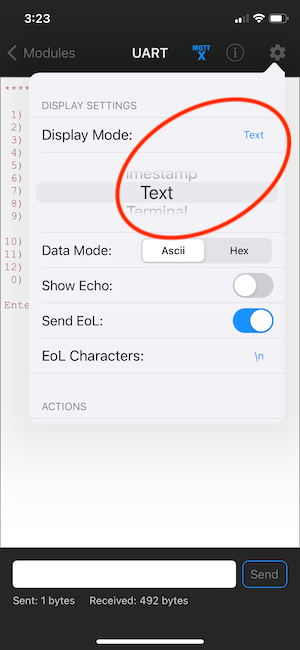 3:23
Modules
UART
MQTT
X
DISPLAY SETTINGS
Display Mode: Text
Timestamp
Text
Terminal
Data Mode: Ascii Hex
Show Echo:
Send EoL:
EoL Characters: \n
ACTIONS
****
1)
2)
3)
4)
5)
6)
7)
8)
9)
10)
11)
12)
0)
Ente
Send
Sent: 1 bytes Received: 492 bytes